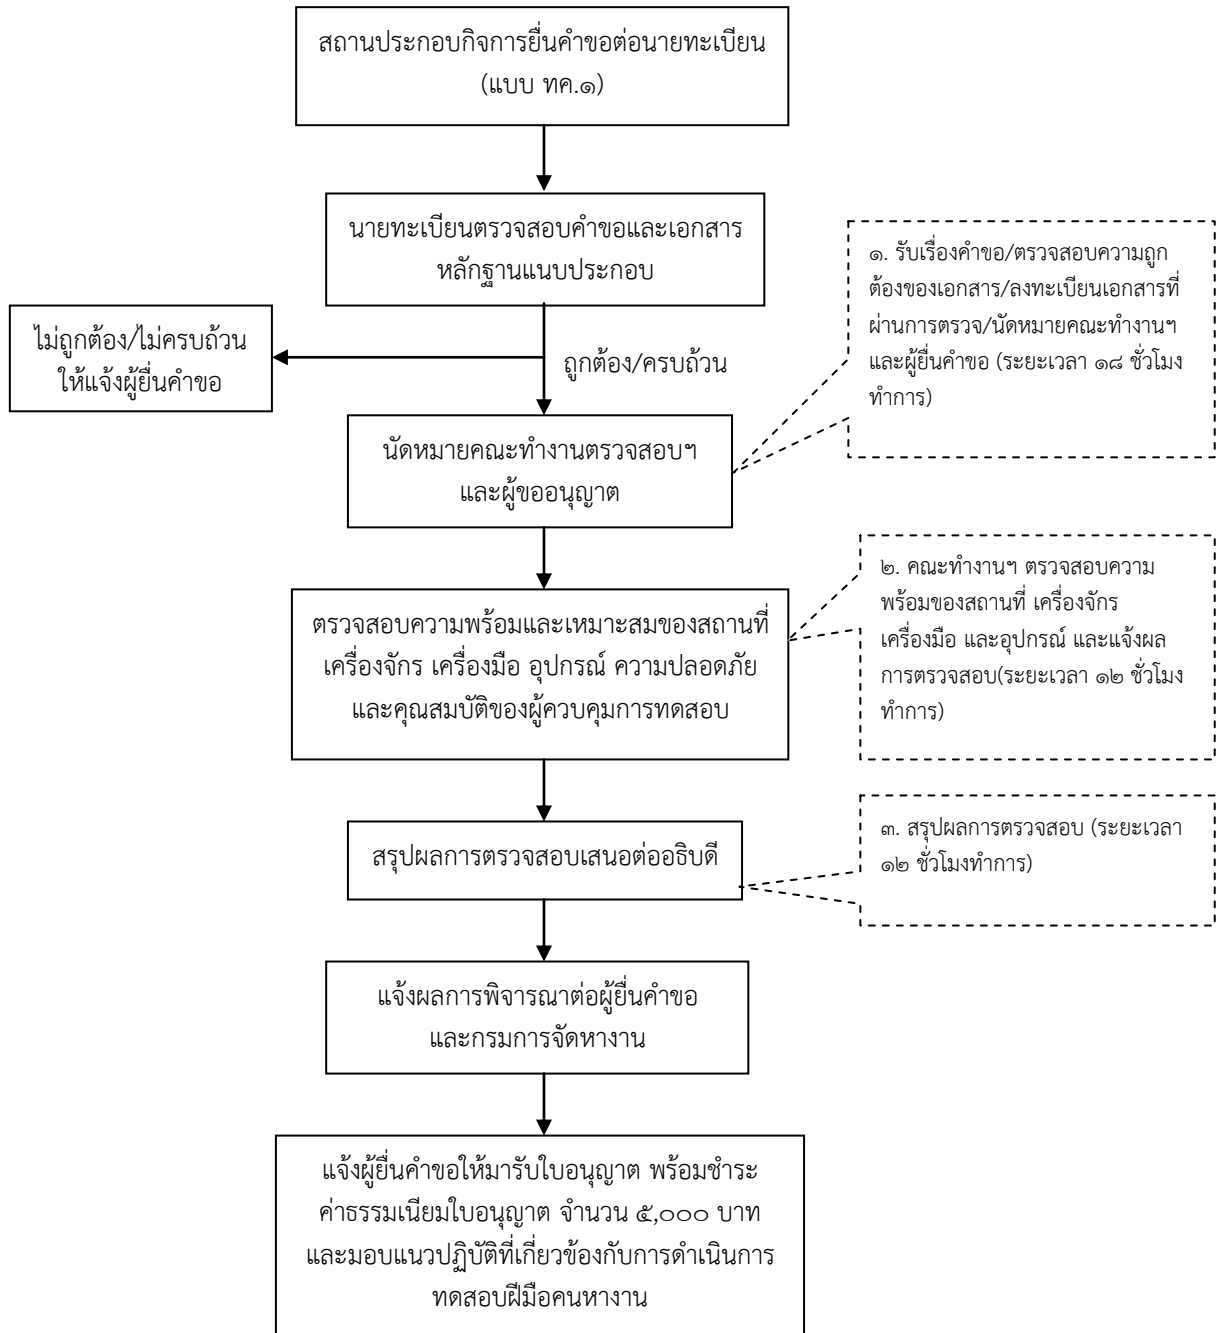 สถานประกอบกิจการยื่นคำขอต่อนายทะเบียน
(แบบ ทค.๑)
นายทะเบียนตรวจสอบคำขอและเอกสาร
หลักฐานแนบประกอบ
ไม่ถูกต้อง/ไม่ครบถ้วน
ให้แจ้งผู้ยื่นคำขอ
ถูกต้อง/ครบถ้วน
๑. รับเรื่องคำขอ/ตรวจสอบความถูก
ต้องของเอกสาร/ลงทะเบียนเอกสารที่
ผ่านการตรวจ/นัดหมายคณะทำงานฯ
และผู้ยื่นคำขอ (ระยะเวลา ๑๘ ชั่วโมง
ทำการ)
นัดหมายคณะทำงานตรวจสอบฯ
และผู้ขออนุญาต
๒. คณะทำงานฯ ตรวจสอบความ
พร้อมของสถานที่ เครื่องจักร
เครื่องมือ และอุปกรณ์ และแจ้งผล
การตรวจสอบ(ระยะเวลา ๑๒ ชั่วโมง
ทำการ)
ตรวจสอบความพร้อมและเหมาะสมของสถานที่
เครื่องจักร เครื่องมือ อุปกรณ์ ความปลอดภัย
และคุณสมบัติของผู้ควบคุมการทดสอบ
๓. สรุปผลการตรวจสอบ (ระยะเวลา
๑๒ ชั่วโมงทำการ)
สรุปผลการตรวจสอบเสนอต่ออธิบดี
แจ้งผลการพิจารณาต่อผู้ยื่นคำขอ
และกรมการจัดหางาน
แจ้งผู้ยื่นคำขอให้มารับใบอนุญาต พร้อมชำระ
ค่าธรรมเนียมใบอนุญาต จำนวน ๕,๐๐๐ บาท
และมอบแนวปฏิบัติที่เกี่ยวข้องกับการดำเนินการ
ทดสอบฝีมือคนหางาน